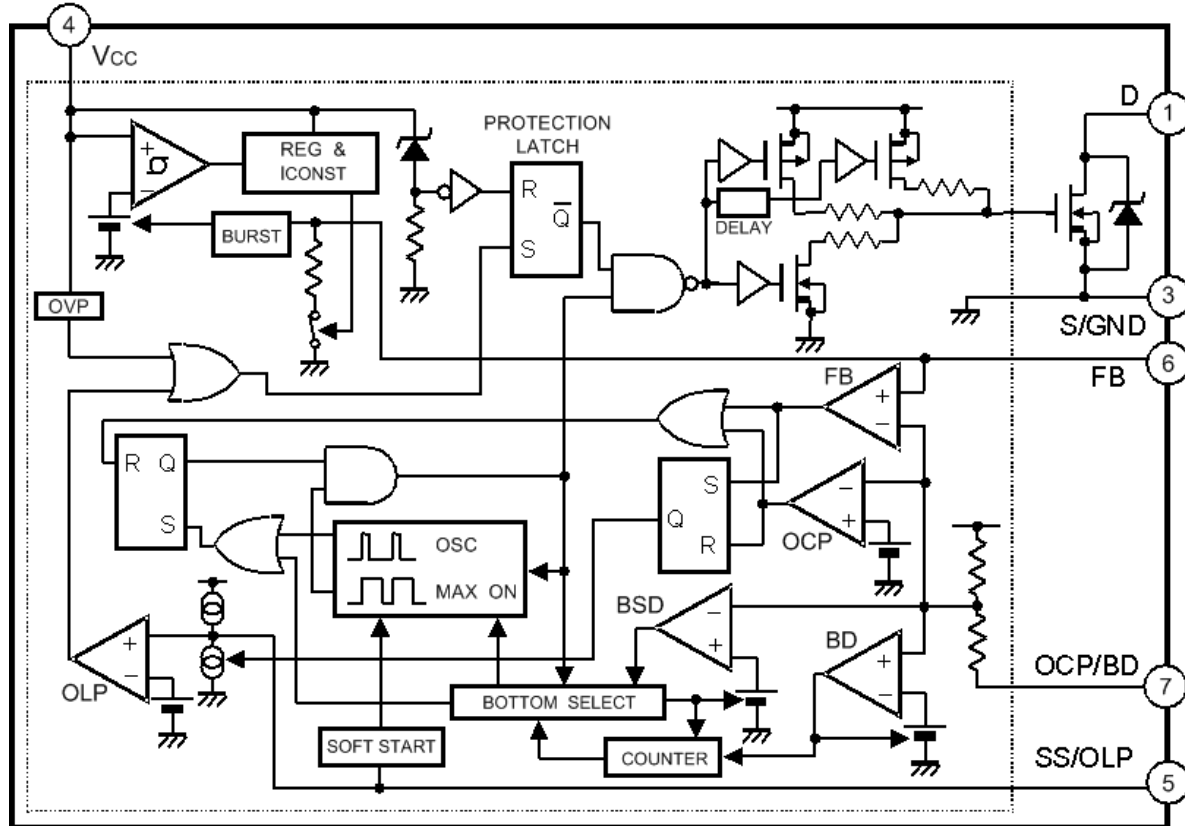 4
VCC
D
1
PROTECTION
LATCH
+
−
REG &
ICONST
R
Q
S
DELAY
BURST
OVP
3
S/GND
6
FB
FB
+
−
R Q
S
S
Q
R
−
+
OCP
OSC
MAX ON
BSD
−
+
BD
+
−
OLP
+
−
BOTTOM SELECT
OCP/BD
7
SOFT START
COUNTER
SS/OLP
5